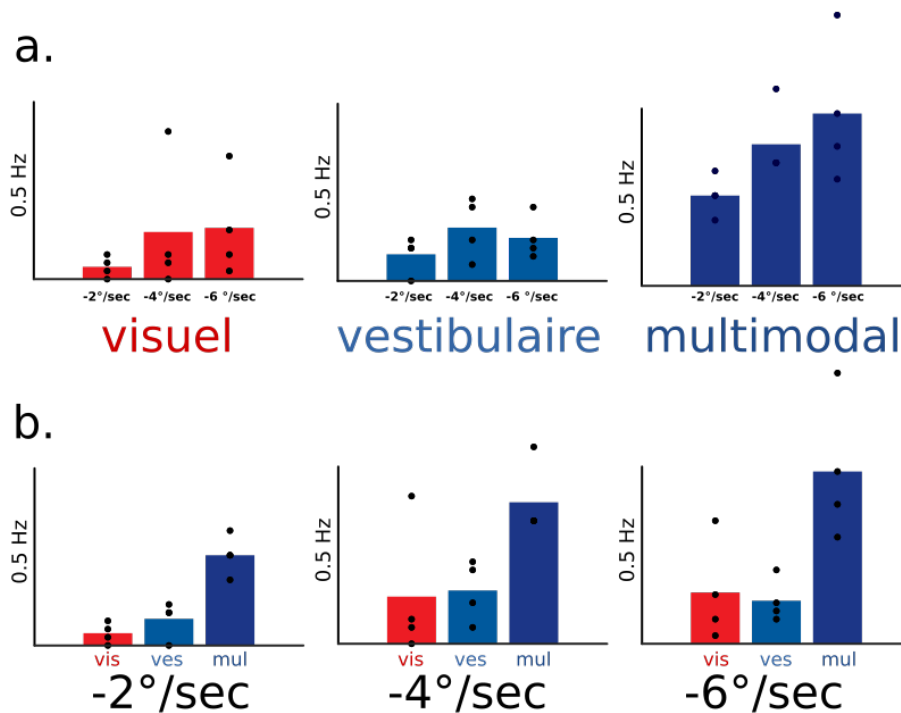 a.
0.5 Hz
0.5 Hz
0.5 Hz
-2°/sec -4°/sec -6 °/sec
-2°/sec -4°/sec -6 °/sec
-2°/sec -4°/sec -6 °/sec
visuel
vestibulaire
multimodal
b.
0.5 Hz
0.5 Hz
0.5 Hz
vis ves mul
vis ves mul
vis ves mul
-2°/sec
-4°/sec
-6°/sec